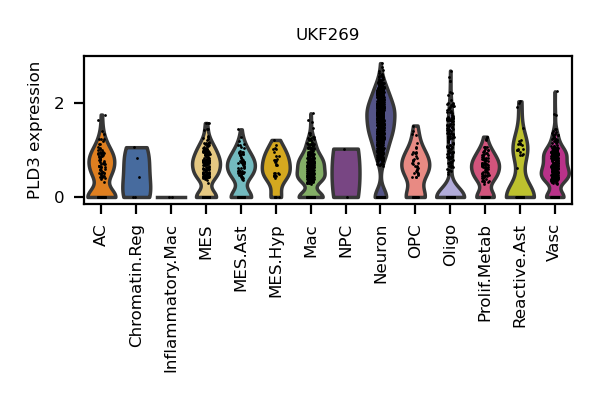 UKF269
PLD3 expression
2
0
AC
Chromatin.Reg
Inflammatory.Mac
MES
MES.Ast
MES.Hyp
Mac
NPC
Neuron
OPC
Oligo
Prolif.Metab
Reactive.Ast
Vasc